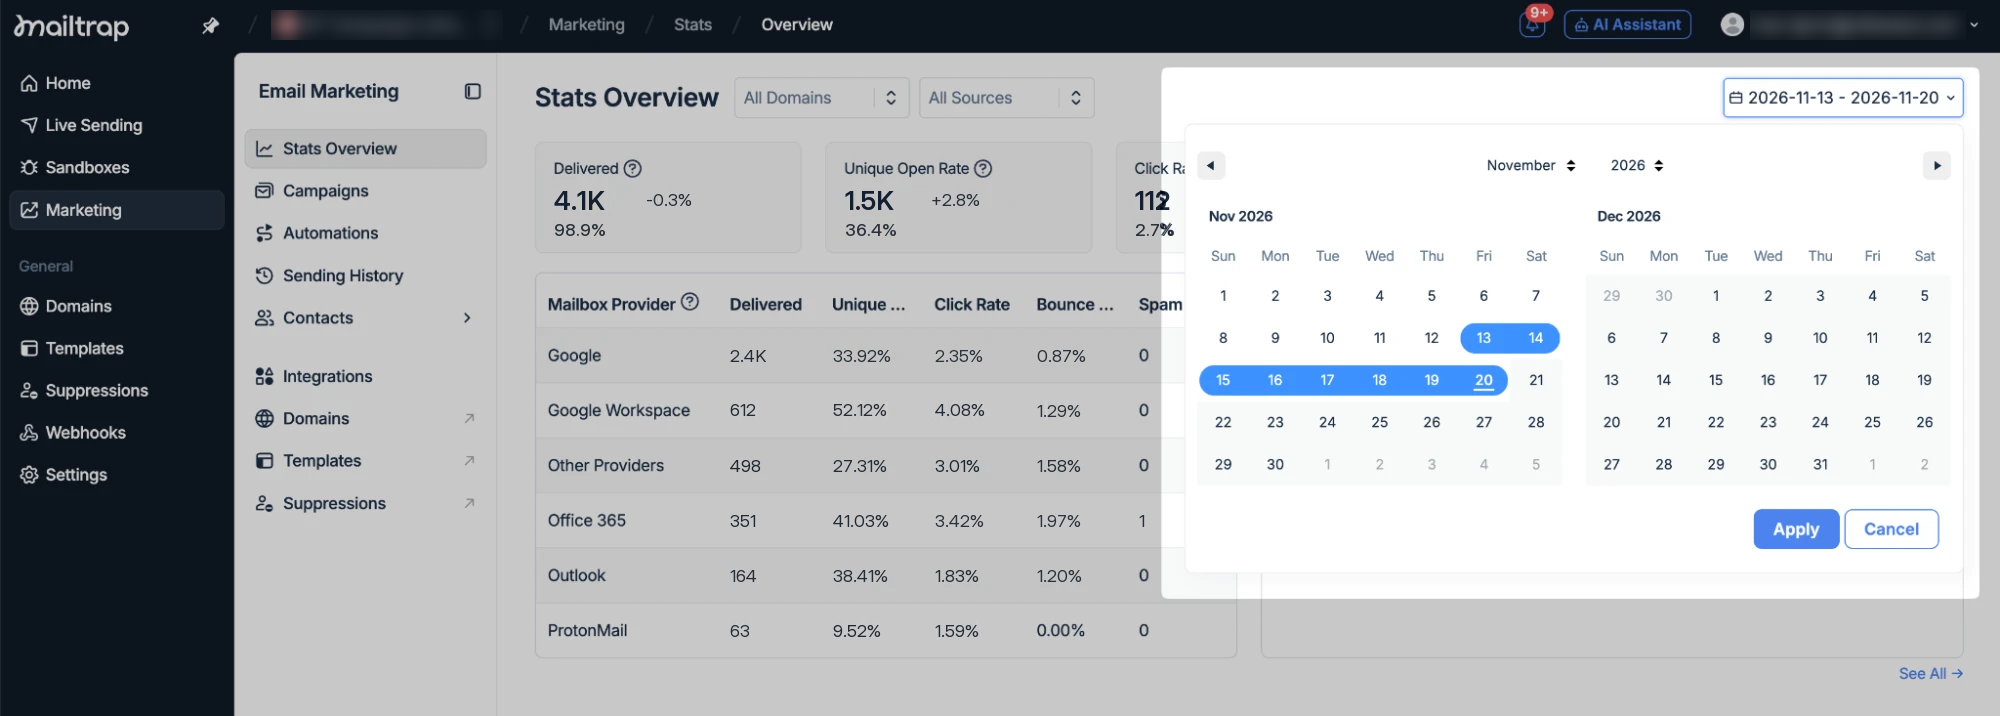 mailtrap
/ / Marketing / Stats / Overview
9+
AI Assistant
Home
Live Sending
Sandboxes
Marketing
General
Domains
Templates
Suppressions
Webhooks
Settings
Email Marketing
Stats Overview
Campaigns
Automations
Sending History
Contacts
Integrations
Domains
Templates
Suppressions
Stats Overview
All Domains
All Sources
2026-11-13 - 2026-11-20
Delivered
4.1K -0.3%
98.9%
Unique Open Rate
1.5K +2.8%
36.4%
Click Ra
112
2.7%
Mailbox Provider Delivered Unique ... Click Rate Bounce ... Spam
Google 2.4K 33.92% 2.35% 0.87% 0
Google Workspace 612 52.12% 4.08% 1.29% 0
Other Providers 498 27.31% 3.01% 1.58% 0
Office 365 351 41.03% 3.42% 1.97% 1
Outlook 164 38.41% 1.83% 1.20% 0
ProtonMail 63 9.52% 1.59% 0.00% 0
November 2026
Nov 2026
Sun Mon Tue Wed Thu Fri Sat
1 2 3 4 5 6 7
8 9 10 11 12 13 14
15 16 17 18 19 20 21
22 23 24 25 26 27 28
29 30 1 2 3 4 5
Dec 2026
Sun Mon Tue Wed Thu Fri Sat
29 30 1 2 3 4 5
6 7 8 9 10 11 12
13 14 15 16 17 18 19
20 21 22 23 24 25 26
27 28 29 30 31 1 2
Apply
Cancel
See All →